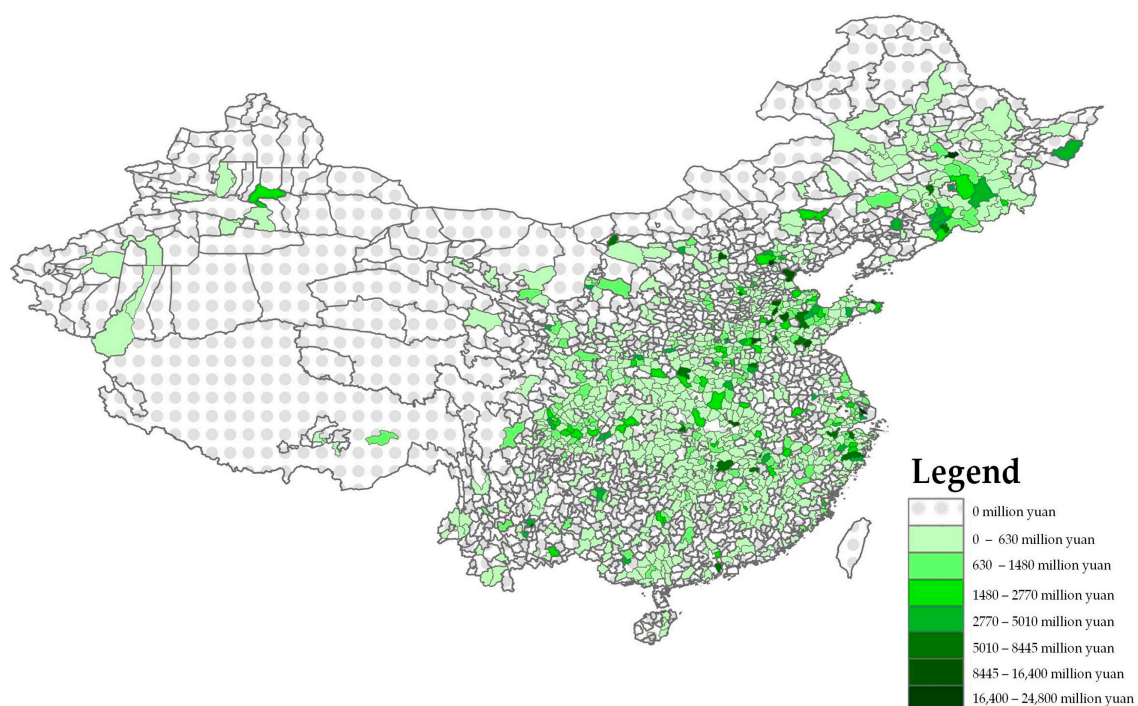 Legend
0 million yuan
0 – 630 million yuan
630 – 1480 million yuan
1480 – 2770 million yuan
2770 – 5010 million yuan
5010 – 8445 million yuan
8445 – 16,400 million yuan
16,400 – 24,800 million yuan